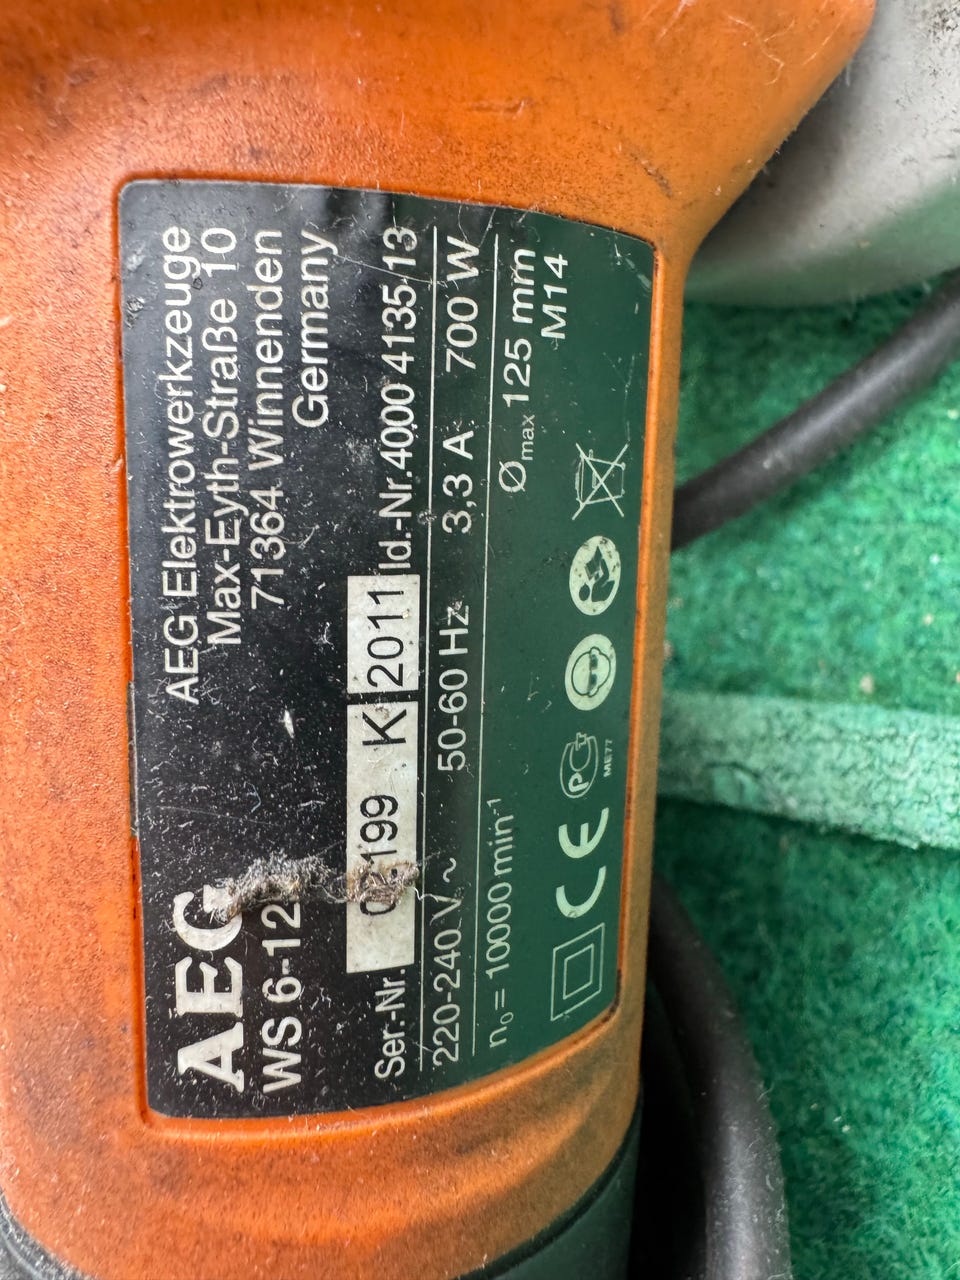 AEG Elektrowerkzeuge
Max-Eyth-Straße 10
71364 Winnenden
Germany
AEG
WS 6-12
Ser.-Nr. K 2011 Id.-Nr.4000 4135 13
220-240 V ~ 50-60 Hz 3,3 A 700 W
n₀ = 10000 min⁻¹ Ømax 125 mm
M14
CE PCT
ME77